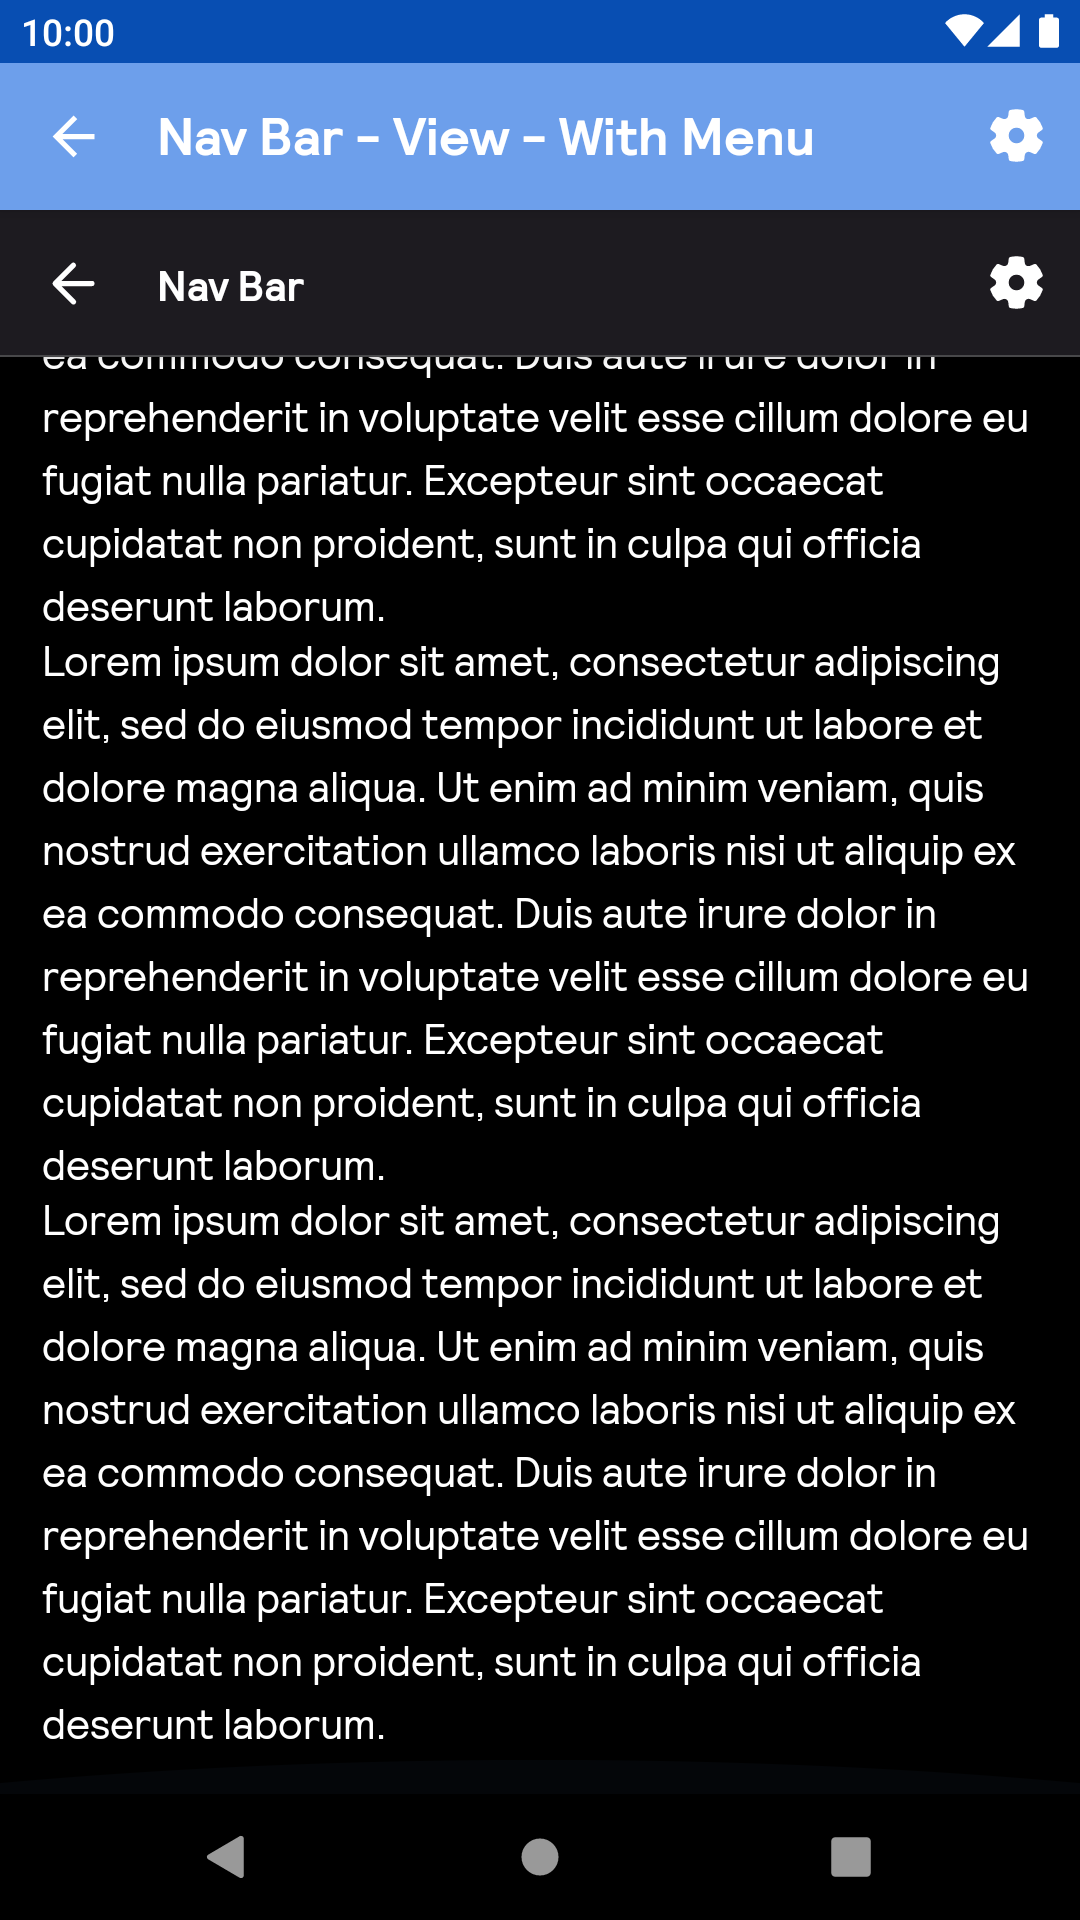 10:00
Nav Bar - View - With Menu
Nav Bar
ea commodo consequat. Duis aute irure dolor in
reprehenderit in voluptate velit esse cillum dolore eu
fugiat nulla pariatur. Excepteur sint occaecat
cupidatat non proident, sunt in culpa qui officia
deserunt laborum.
Lorem ipsum dolor sit amet, consectetur adipiscing
elit, sed do eiusmod tempor incididunt ut labore et
dolore magna aliqua. Ut enim ad minim veniam, quis
nostrud exercitation ullamco laboris nisi ut aliquip ex
ea commodo consequat. Duis aute irure dolor in
reprehenderit in voluptate velit esse cillum dolore eu
fugiat nulla pariatur. Excepteur sint occaecat
cupidatat non proident, sunt in culpa qui officia
deserunt laborum.
Lorem ipsum dolor sit amet, consectetur adipiscing
elit, sed do eiusmod tempor incididunt ut labore et
dolore magna aliqua. Ut enim ad minim veniam, quis
nostrud exercitation ullamco laboris nisi ut aliquip ex
ea commodo consequat. Duis aute irure dolor in
reprehenderit in voluptate velit esse cillum dolore eu
fugiat nulla pariatur. Excepteur sint occaecat
cupidatat non proident, sunt in culpa qui officia
deserunt laborum.